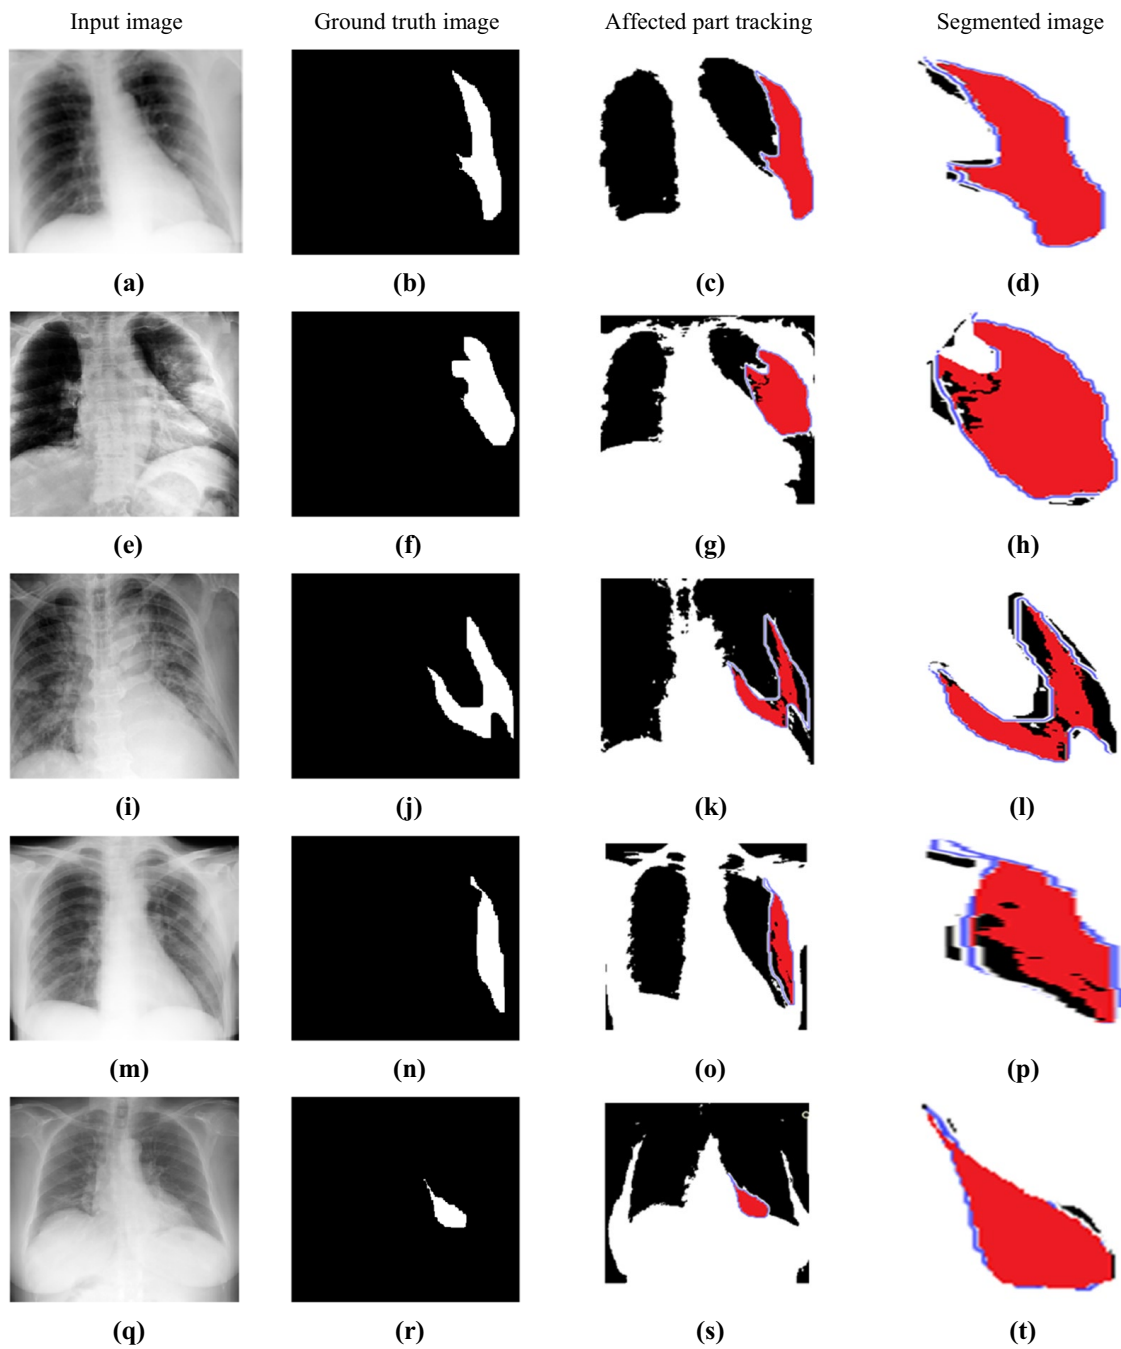 Input image Ground truth image Affected part tracking Segmented image
(a) (b) (c) (d)
(e) (f) (g) (h)
(i) (j) (k) (l)
(m) (n) (o) (p)
(q) (r) (s) (t)